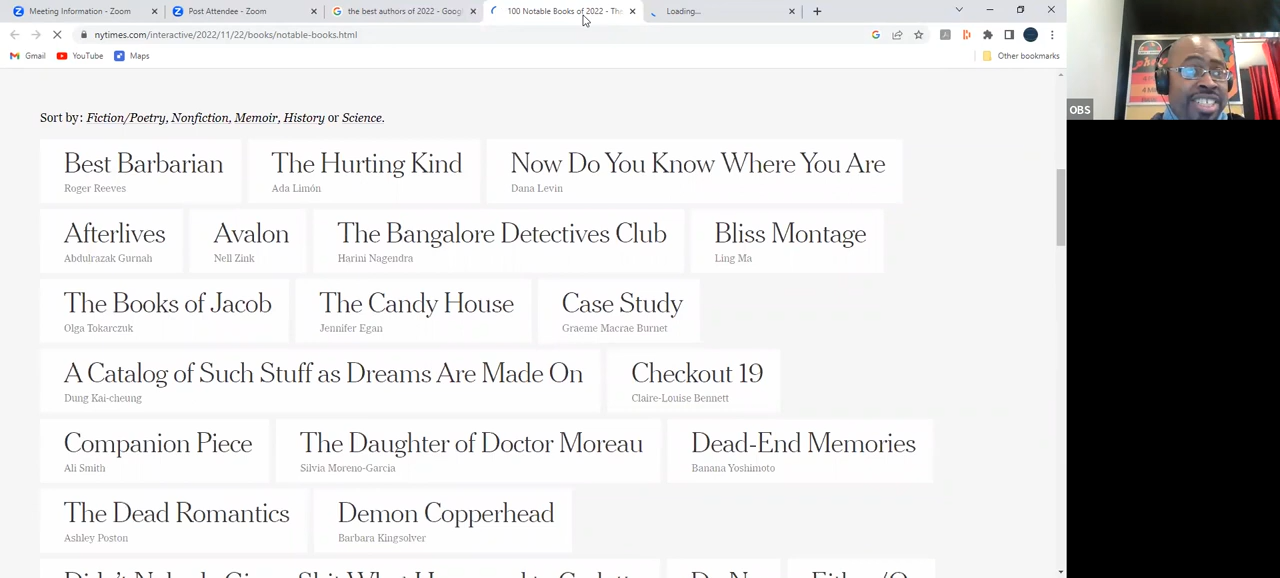 Meeting Information - Zoom
Post Attendee - Zoom
the best authors of 2022 - Goog
100 Notable Books of 2022 - The
Loading...
nytimes.com/interactive/2022/11/22/books/notable-books.html
Gmail
YouTube
Maps
Other bookmarks
OBS
Sort by: Fiction/Poetry, Nonfiction, Memoir, History or Science.
Best Barbarian
Roger Reeves
The Hurting Kind
Ada Limón
Now Do You Know Where You Are
Dana Levin
Afterlives
Abdulrazak Gurnah
Avalon
Nell Zink
The Bangalore Detectives Club
Harini Nagendra
Bliss Montage
Ling Ma
The Books of Jacob
Olga Tokarczuk
The Candy House
Jennifer Egan
Case Study
Graeme Macrae Burnet
A Catalog of Such Stuff as Dreams Are Made On
Dung Kai-cheung
Checkout 19
Claire-Louise Bennett
Companion Piece
Ali Smith
The Daughter of Doctor Moreau
Silvia Moreno-Garcia
Dead-End Memories
Banana Yoshimoto
The Dead Romantics
Ashley Poston
Demon Copperhead
Barbara Kingsolver